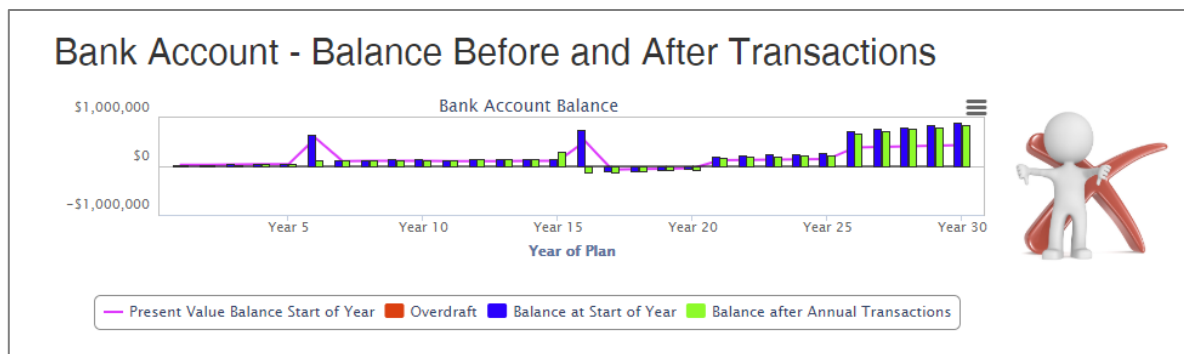 Bank Account - Balance Before and After Transactions
Bank Account Balance
$1,000,000
$0
−$1,000,000
Year 5 Year 10 Year 15 Year 20 Year 25 Year 30
Year of Plan
Present Value Balance Start of Year Overdraft Balance at Start of Year Balance after Annual Transactions